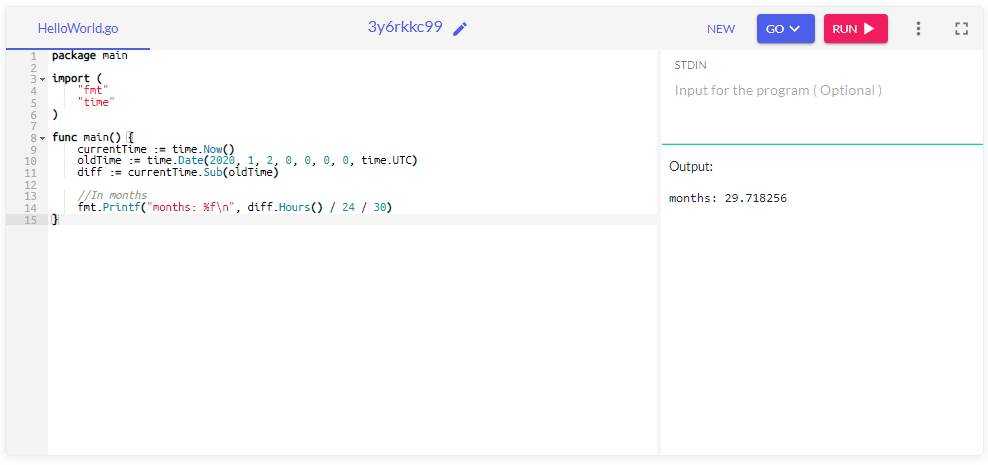 HelloWorld.go
3y6rkkc99
NEW
GO
RUN
1 package main
2
3 import (
4 "fmt"
5 "time"
6 )
7
8 func main() {
9 currentTime := time.Now()
10 oldTime := time.Date(2020, 1, 2, 0, 0, 0, 0, time.UTC)
11 diff := currentTime.Sub(oldTime)
12
13 //In months
14 fmt.Printf("months: %f\n", diff.Hours() / 24 / 30)
15 }
STDIN
Input for the program ( Optional )
Output:
months: 29.718256